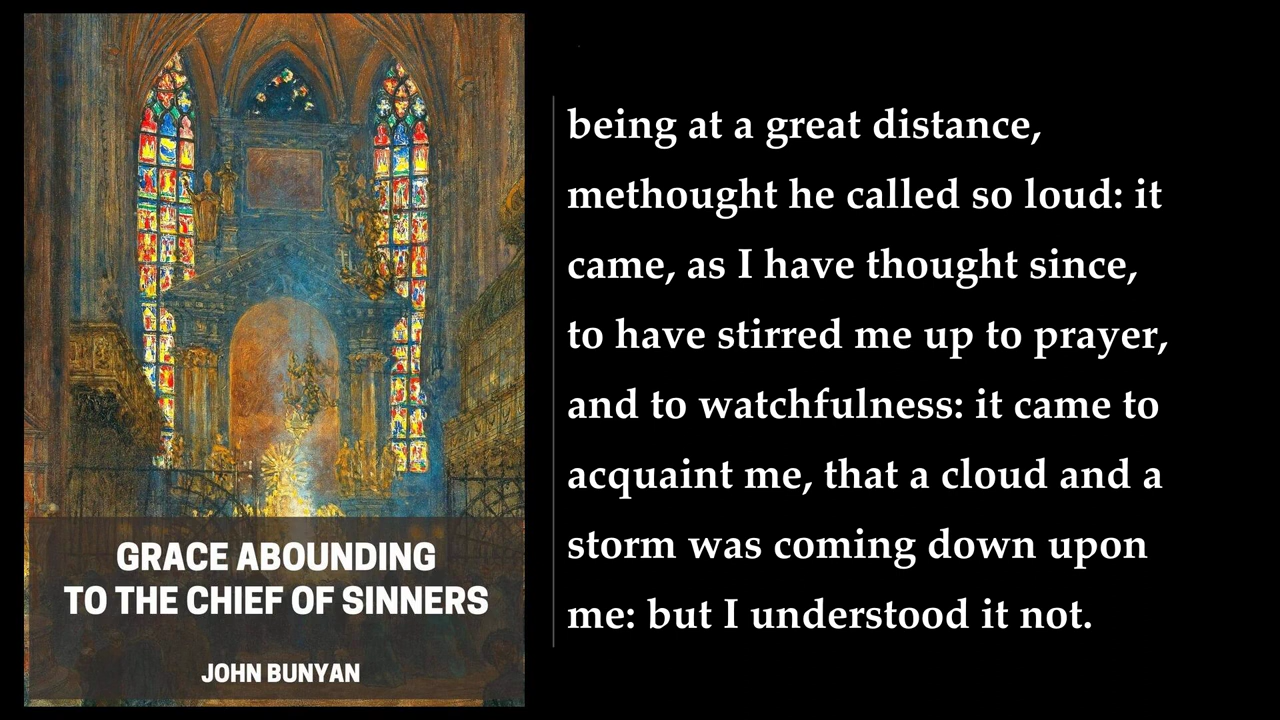 GRACE ABOUNDING
TO THE CHIEF OF SINNERS
JOHN BUNYAN
being at a great distance,
methought he called so loud: it
came, as I have thought since,
to have stirred me up to prayer,
and to watchfulness: it came to
acquaint me, that a cloud and a
storm was coming down upon
me: but I understood it not.